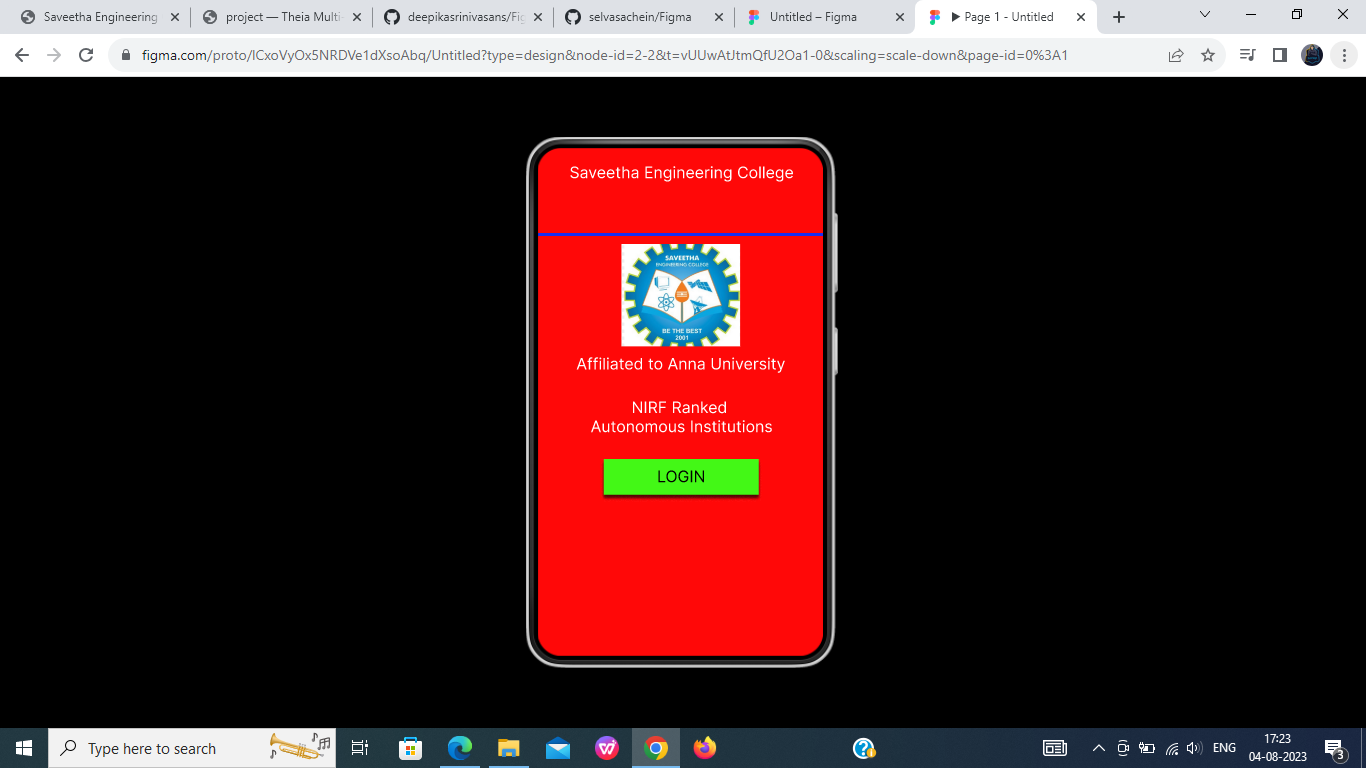 Saveetha Engineering
project — Theia Multi-
deepikasrinivasans/Fig
selvasachein/Figma
Untitled – Figma
Page 1 - Untitled
figma.com/proto/lCxoVyOx5NRDVe1dXsoAbq/Untitled?type=design&node-id=2-2&t=vUUwAtJtmQfU2Oa1-0&scaling=scale-down&page-id=0%3A1
Saveetha Engineering College
SAVEETHA
ENGINEERING COLLEGE
BE THE BEST
2001
Affiliated to Anna University
NIRF Ranked
Autonomous Institutions
LOGIN
Type here to search
ENG
17:23
04-08-2023
3